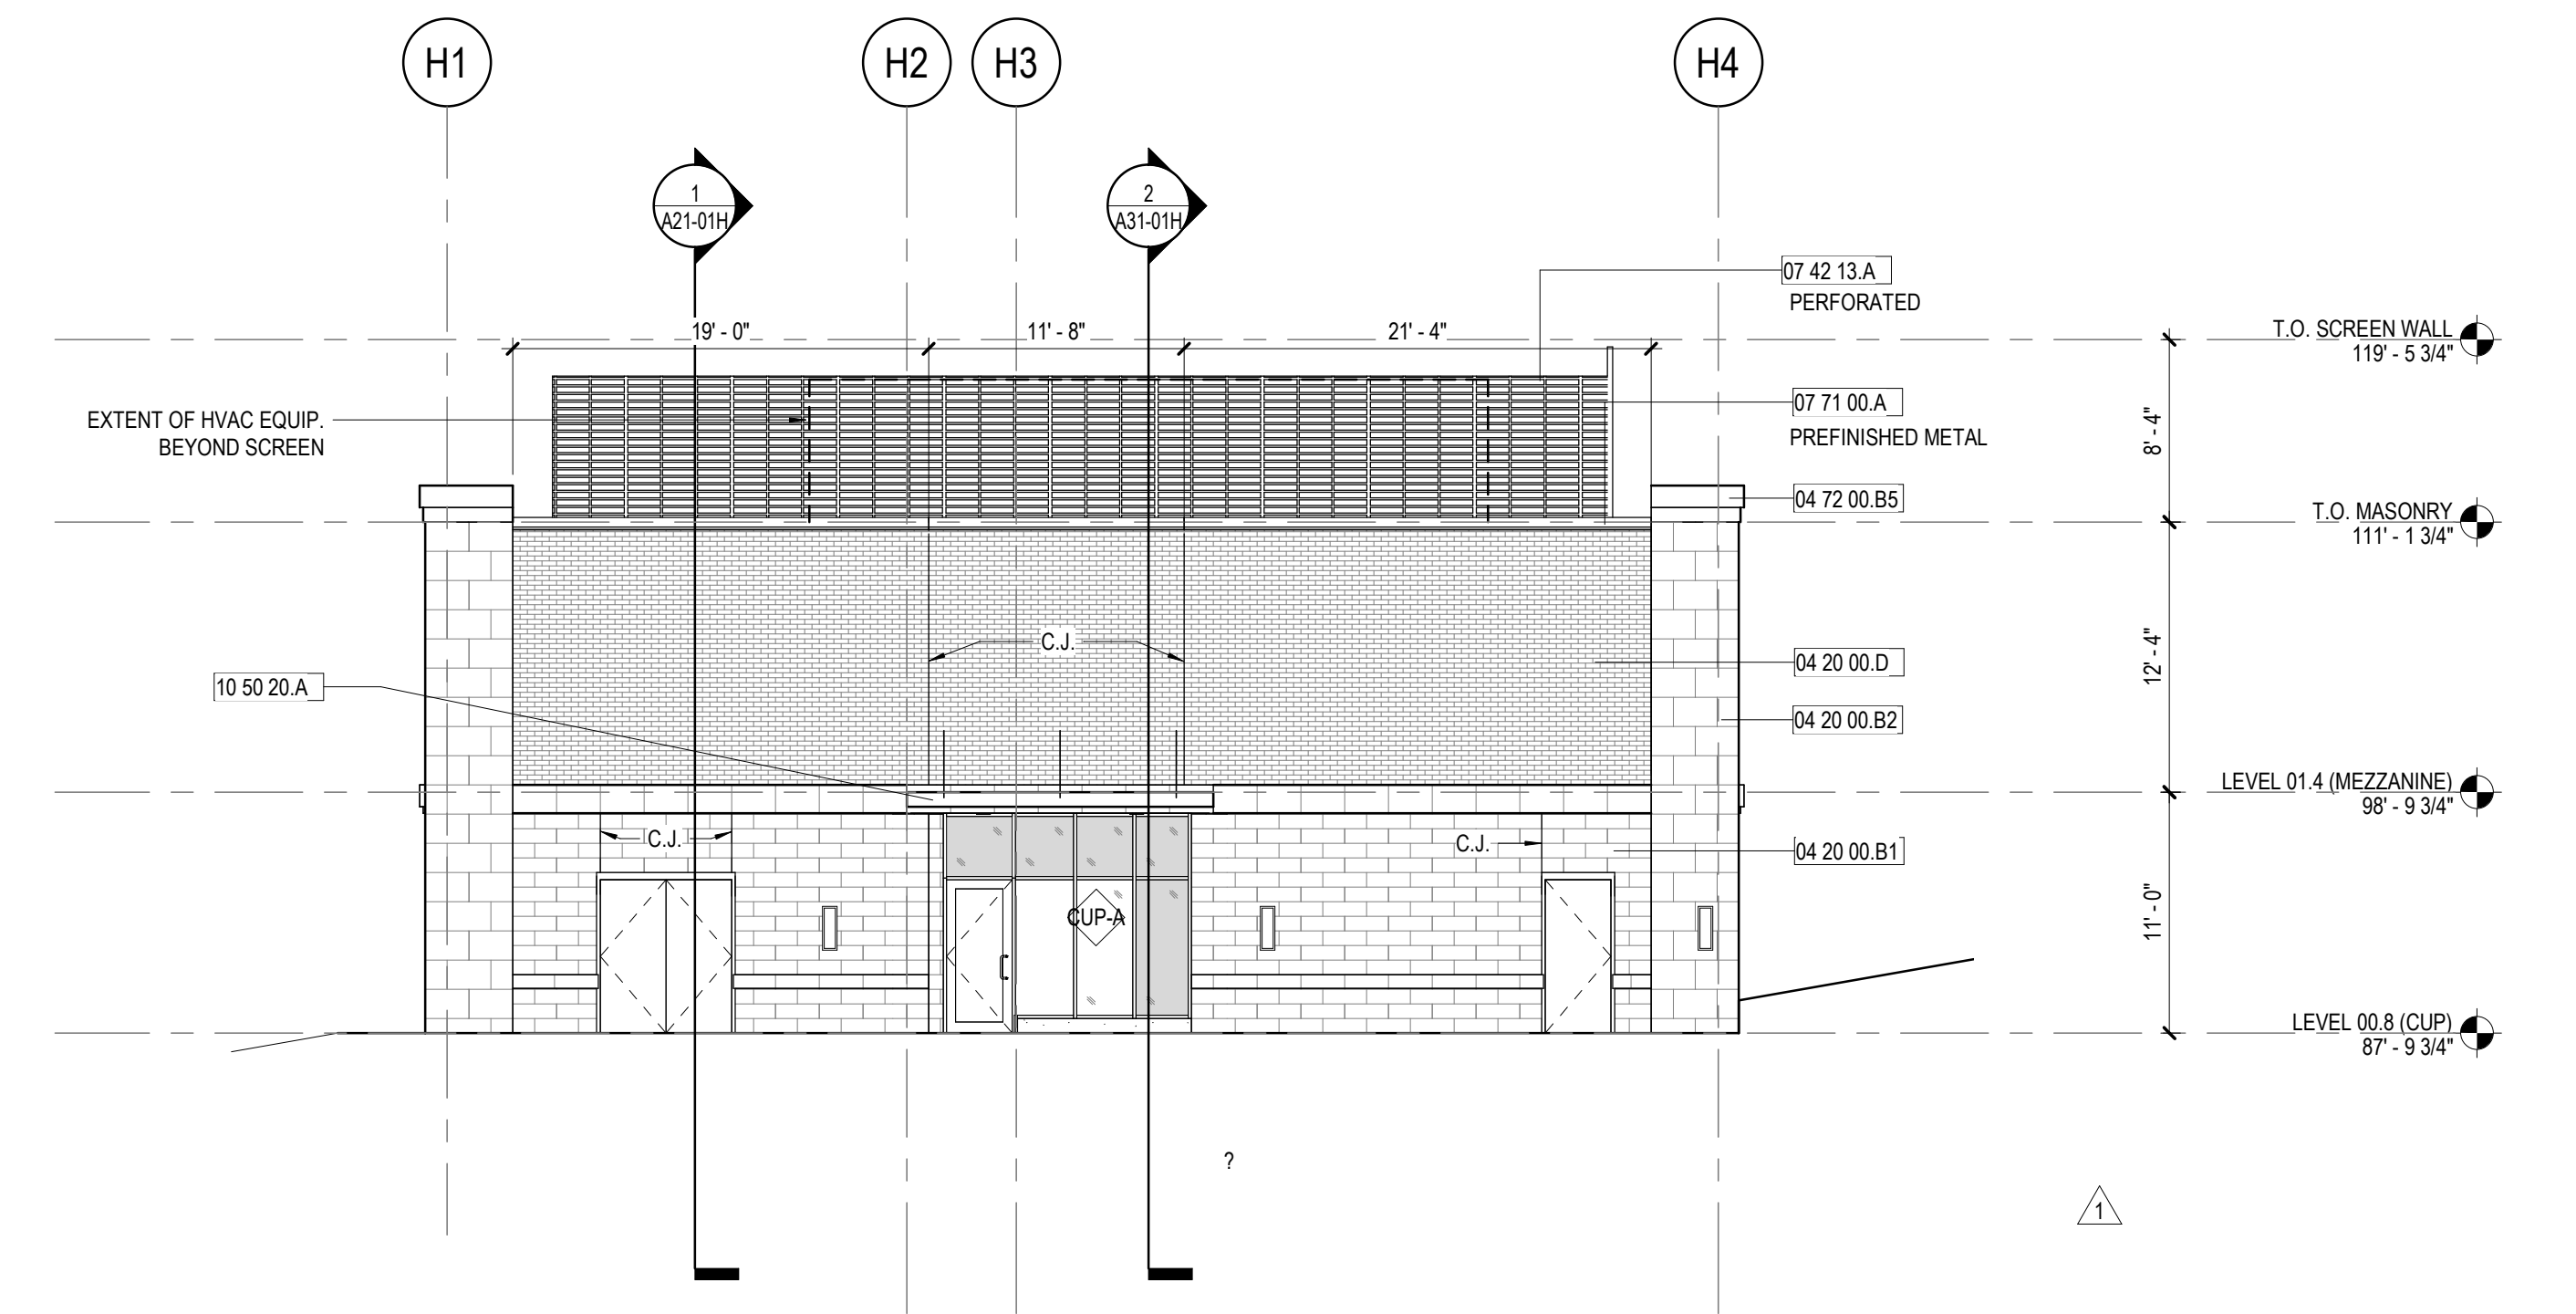 H1
H2
H3
H4
1
A21-01H
2
A31-01H
07 42 13.A
PERFORATED
19' - 0"
11' - 8"
21' - 4"
T.O. SCREEN WALL
119' - 5 3/4"
EXTENT OF HVAC EQUIP.
BEYOND SCREEN
07 71 00.A
PREFINISHED METAL
8' - 4"
04 72 00.B5
T.O. MASONRY
111' - 1 3/4"
C.J.
04 20 00.D
12' - 4"
10 50 20.A
04 20 00.B2
LEVEL 01.4 (MEZZANINE)
98' - 9 3/4"
C.J.
C.J.
04 20 00.B1
CUP-A
11' - 0"
LEVEL 00.8 (CUP)
87' - 9 3/4"
?
1